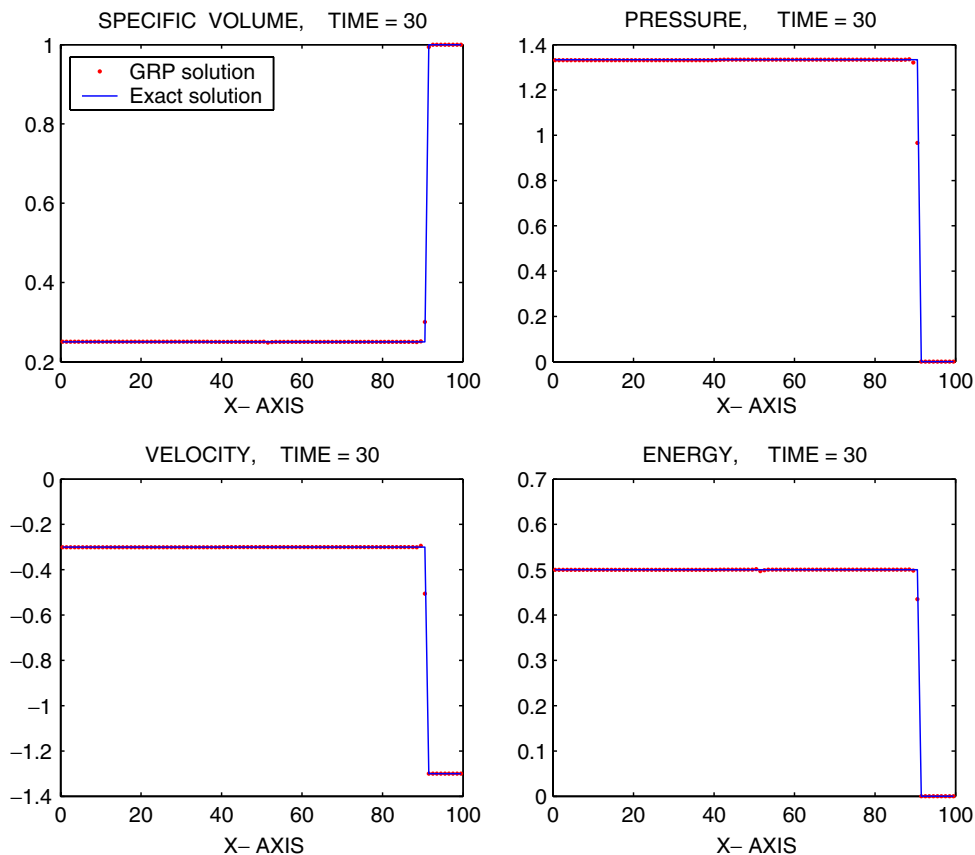 SPECIFIC VOLUME, TIME = 30
1
0.8
0.6
0.4
0.2
GRP solution
Exact solution
0 20 40 60 80 100
X– AXIS
PRESSURE, TIME = 30
1.4
1.2
1
0.8
0.6
0.4
0.2
0
0 20 40 60 80 100
X– AXIS
VELOCITY, TIME = 30
0
−0.2
−0.4
−0.6
−0.8
−1
−1.2
−1.4
0 20 40 60 80 100
X– AXIS
ENERGY, TIME = 30
0.7
0.6
0.5
0.4
0.3
0.2
0.1
0
0 20 40 60 80 100
X– AXIS